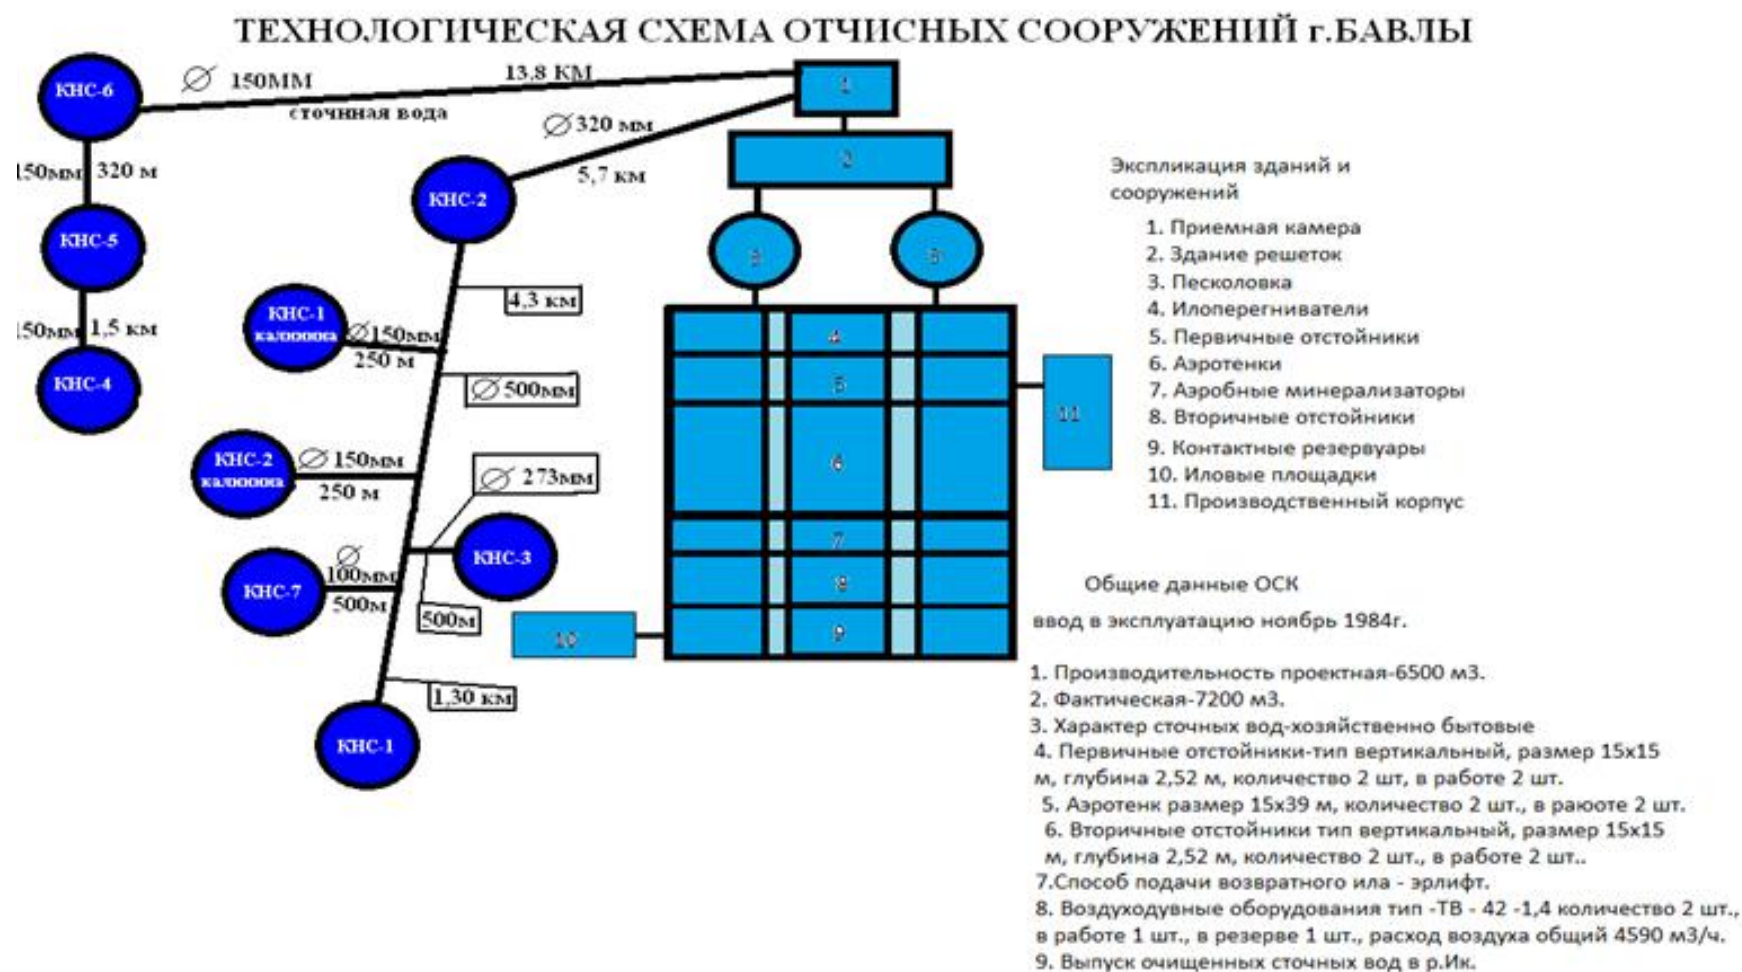 ТЕХНОЛОГИЧЕСКАЯ СХЕМА ОТЧИСНЫХ СООРУЖЕНИЙ г.БАВЛЫ
КНС-6
∅ 150ММ
13,8 КМ
сточнная вода
1
∅ 320 мм
5,7 км
2
150мм
320 м
КНС-2
КНС-5
3
3
4,3 км
КНС-1
калинина
∅ 150мм
250 м
150мм
1,5 км
КНС-4
∅ 500мм
4
5
11
6
КНС-2
калинина
∅ 150мм
250 м
∅ 273мм
КНС-3
7
КНС-7
∅
100мм
500м
500м
8
9
10
1,30 км
КНС-1
Экспликация зданий и
сооружений
1. Приемная камера
2. Здание решеток
3. Песколовка
4. Илоперегниватели
5. Первичные отстойники
6. Аэротенки
7. Аэробные минерализаторы
8. Вторичные отстойники
9. Контактные резервуары
10. Иловые площадки
11. Производственный корпус
Общие данные ОСК
ввод в эксплуатацию ноябрь 1984г.
1. Производительность проектная-6500 м3.
2. Фактическая-7200 м3.
3. Характер сточных вод-хозяйственно бытовые
4. Первичные отстойники-тип вертикальный, размер 15х15
м, глубина 2,52 м, количество 2 шт, в работе 2 шт.
5. Аэротенк размер 15х39 м, количество 2 шт., в раюоте 2 шт.
6. Вторичные отстойники тип вертикальный, размер 15х15
м, глубина 2,52 м, количество 2 шт., в работе 2 шт..
7.Способ подачи возвратного ила - эрлифт.
8. Воздуходувные оборудования тип -ТВ - 42 -1,4 количество 2 шт.,
в работе 1 шт., в резерве 1 шт., расход воздуха общий 4590 м3/ч.
9. Выпуск очищенных сточных вод в р.Ик.